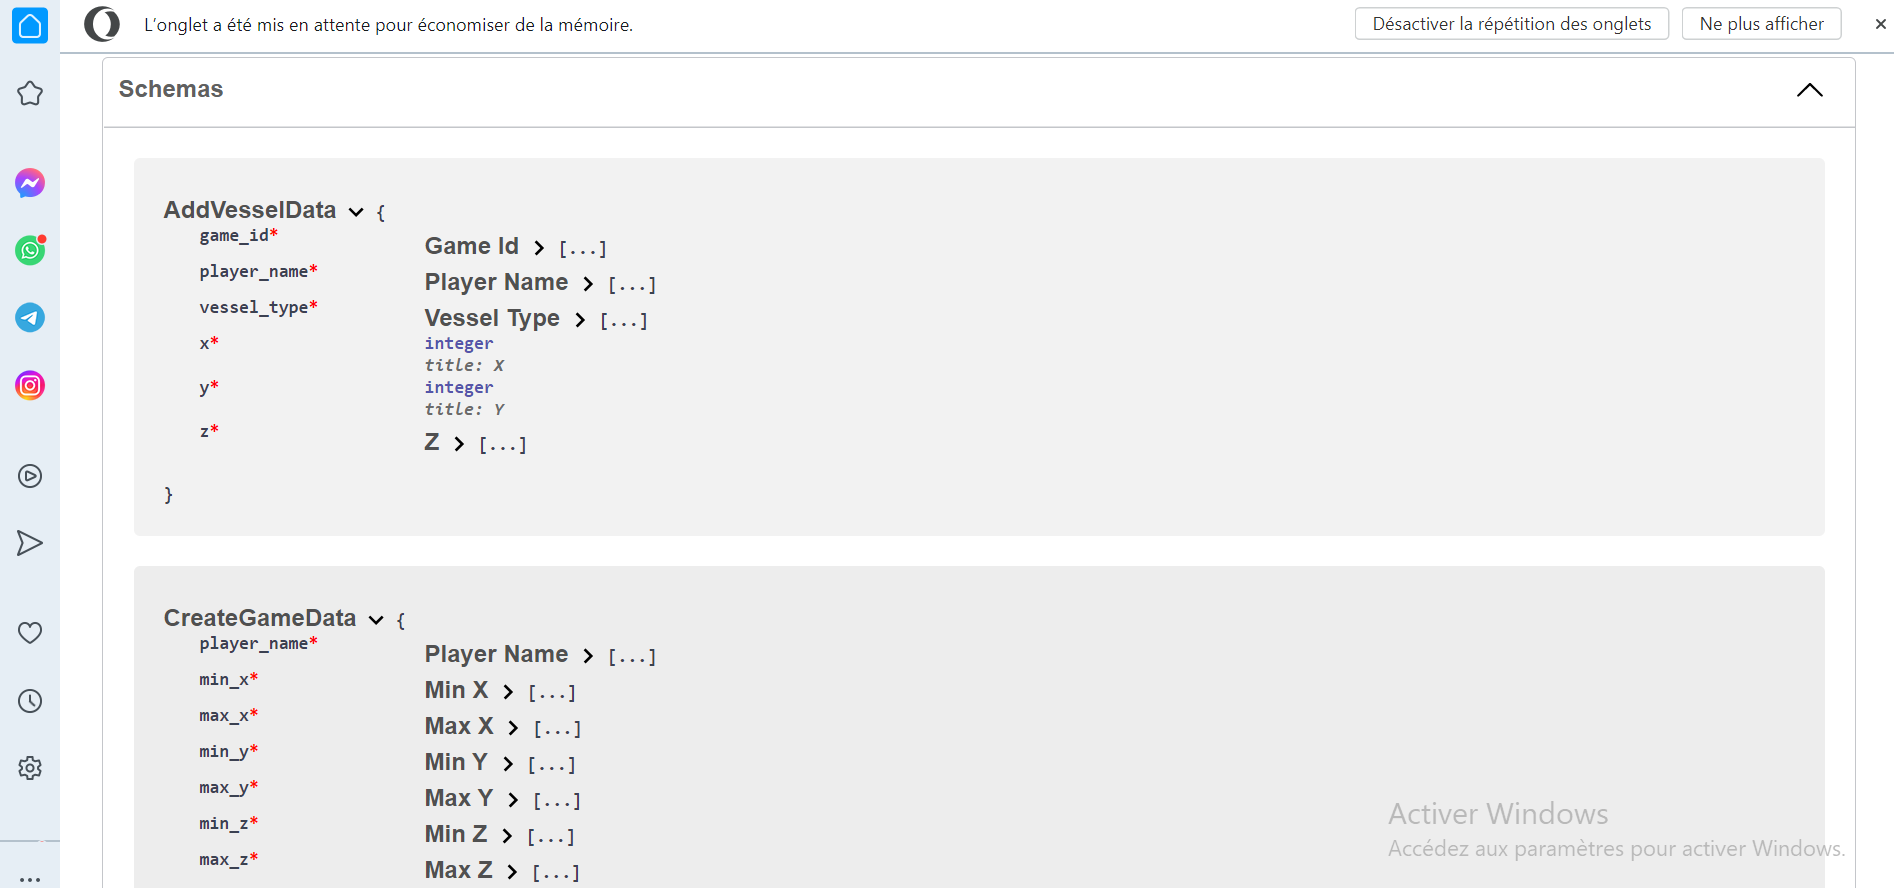 L'onglet a été mis en attente pour économiser de la mémoire.
Désactiver la répétition des onglets
Ne plus afficher
Schemas
AddVesselData {
game_id* Game Id > [...]
player_name* Player Name > [...]
vessel_type* Vessel Type > [...]
x* integer
title: X
y* integer
title: Y
z* Z > [...]
}
CreateGameData {
player_name* Player Name > [...]
min_x* Min X > [...]
max_x* Max X > [...]
min_y* Min Y > [...]
max_y* Max Y > [...]
min_z* Min Z > [...]
max_z* Max Z > [...]
Activer Windows
Accédez aux paramètres pour activer Windows.